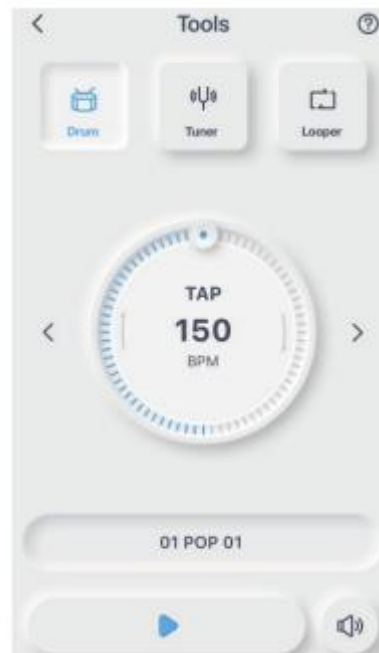 Tools
Drum
Tuner
Looper
TAP
150
BPM
01 POP 01